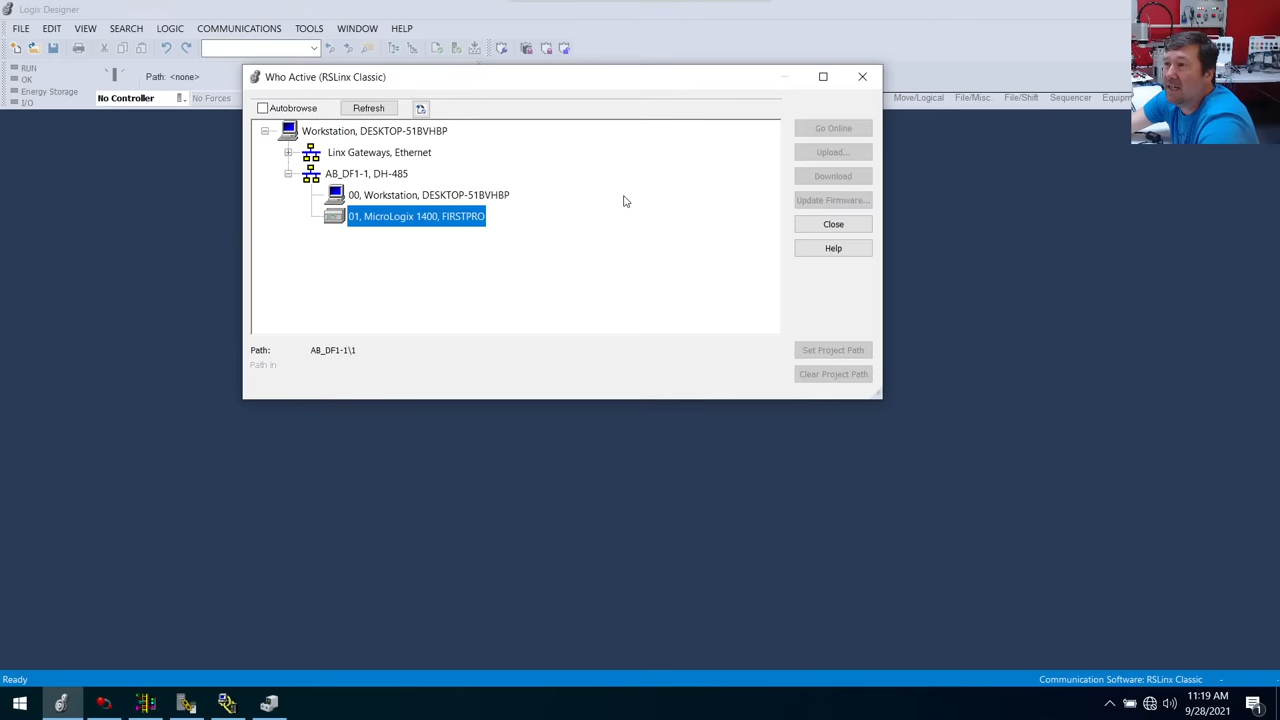 Logix Designer
FILE EDIT VIEW SEARCH LOGIC COMMUNICATIONS TOOLS WINDOW HELP
RUN
OK
Energy Storage
I/O
Path: <none>
No Controller
No Forces
Move/Logical File/Misc. File/Shift Sequencer Equipm
Who Active (RSLinx Classic)
Autobrowse
Refresh
Workstation, DESKTOP-51BVHBP
Linx Gateways, Ethernet
AB_DF1-1, DH-485
00, Workstation, DESKTOP-51BVHBP
01, MicroLogix 1400, FIRSTPRO
Go Online
Upload...
Download
Update Firmware...
Close
Help
Set Project Path
Clear Project Path
Path: AB_DF1-1\1
Path in
Ready
Communication Software: RSLinx Classic
11:19 AM
9/28/2021
1